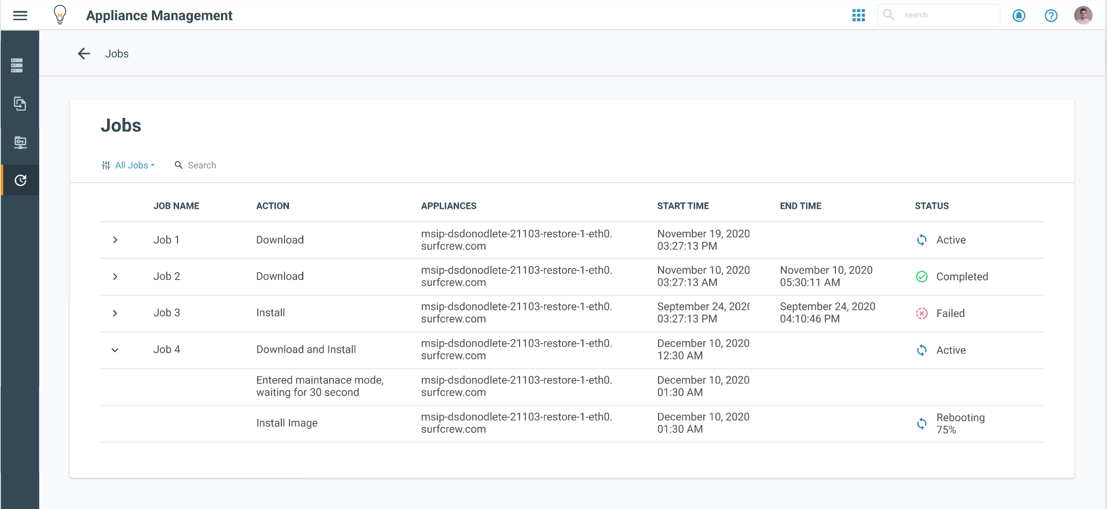 Appliance Management
search
Jobs
Jobs
All Jobs
Search
JOB NAME ACTION APPLIANCES START TIME END TIME STATUS
Job 1 Download msip-dsdonodlete-21103-restore-1-eth0. November 19, 2020 Active
surfcrew.com 03:27:13 PM
Job 2 Download msip-dsdonodlete-21103-restore-1-eth0. November 10, 2020 November 10, 2020 Completed
surfcrew.com 03:27:13 AM 05:30:11 AM
Job 3 Install msip-dsdonodlete-21103-restore-1-eth0. September 24, 2020 September 24, 2020 Failed
surfcrew.com 03:27:13 PM 04:10:46 PM
Job 4 Download and Install msip-dsdonodlete-21103-restore-1-eth0. December 10, 2020 Active
surfcrew.com 12:30 AM
Entered maintanace mode, msip-dsdonodlete-21103-restore-1-eth0. December 10, 2020
waiting for 30 second surfcrew.com 01:30 AM
Install Image msip-dsdonodlete-21103-restore-1-eth0. December 10, 2020 Rebooting
surfcrew.com 01:30 AM 75%